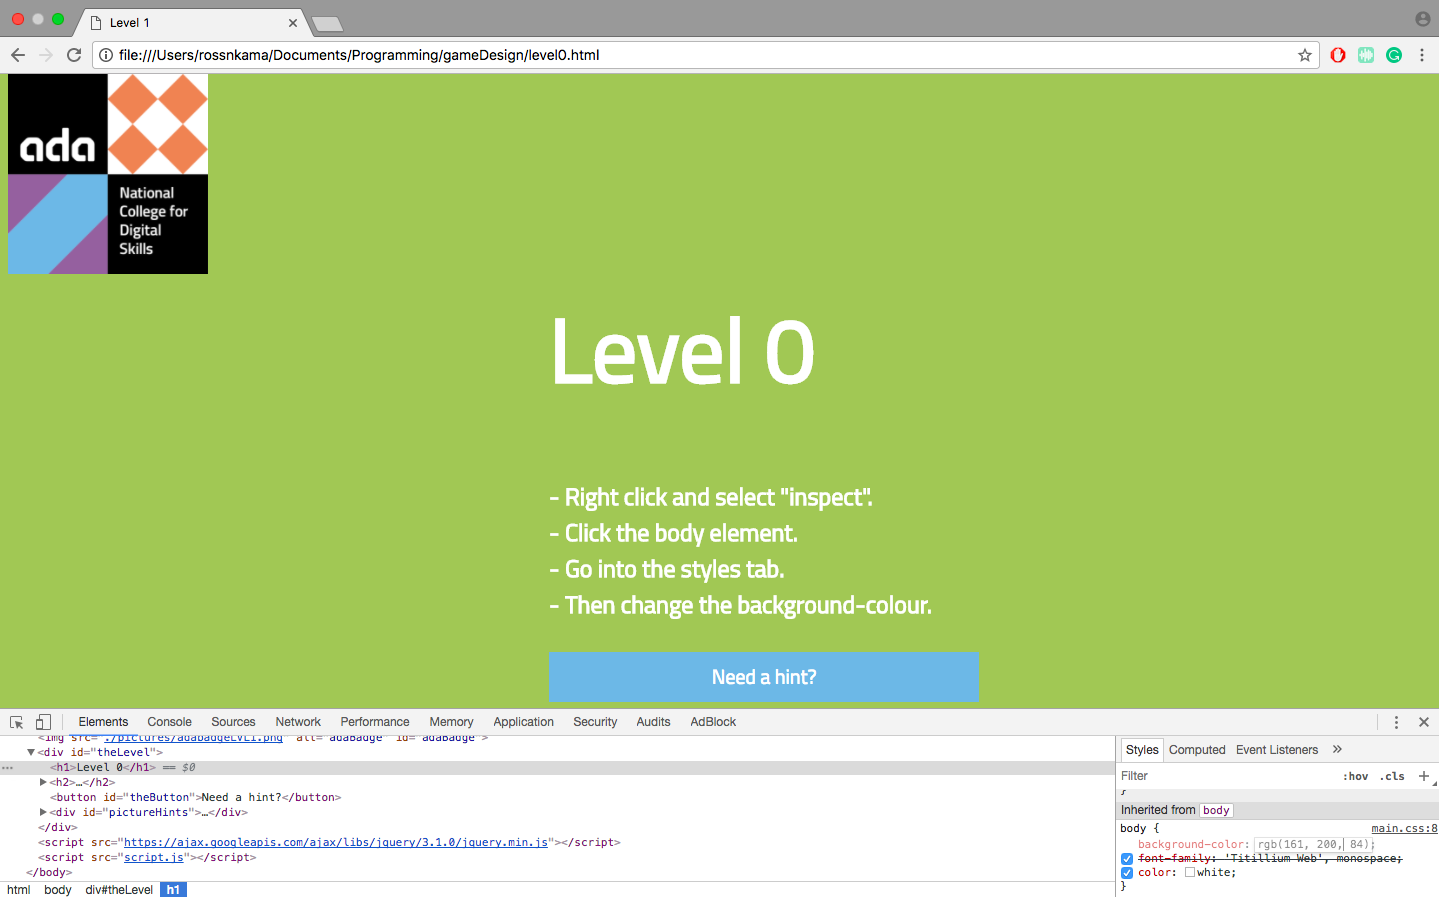 Level 1
file:///Users/rossnkama/Documents/Programming/gameDesign/level0.html
ada
National
College for
Digital
Skills
Level 0
- Right click and select "inspect".
- Click the body element.
- Go into the styles tab.
- Then change the background-colour.
Need a hint?
Elements Console Sources Network Performance Memory Application Security Audits AdBlock
<img src="./pictures/adabadgeLVL1.png" alt="adaBadge" id="adaBadge">
▼<div id="theLevel">
<h1>Level 0</h1> == $0
▶<h2>…</h2>
<button id="theButton">Need a hint?</button>
▶<div id="pictureHints">…</div>
</div>
<script src="https://ajax.googleapis.com/ajax/libs/jquery/3.1.0/jquery.min.js"></script>
<script src="script.js"></script>
</body>
html body div#theLevel h1
Styles Computed Event Listeners »
Filter :hov .cls +
}
Inherited from body
body { main.css:8
background-color: rgb(161, 200, 84);
font-family: 'Titillium Web', monospace;
color: white;
}